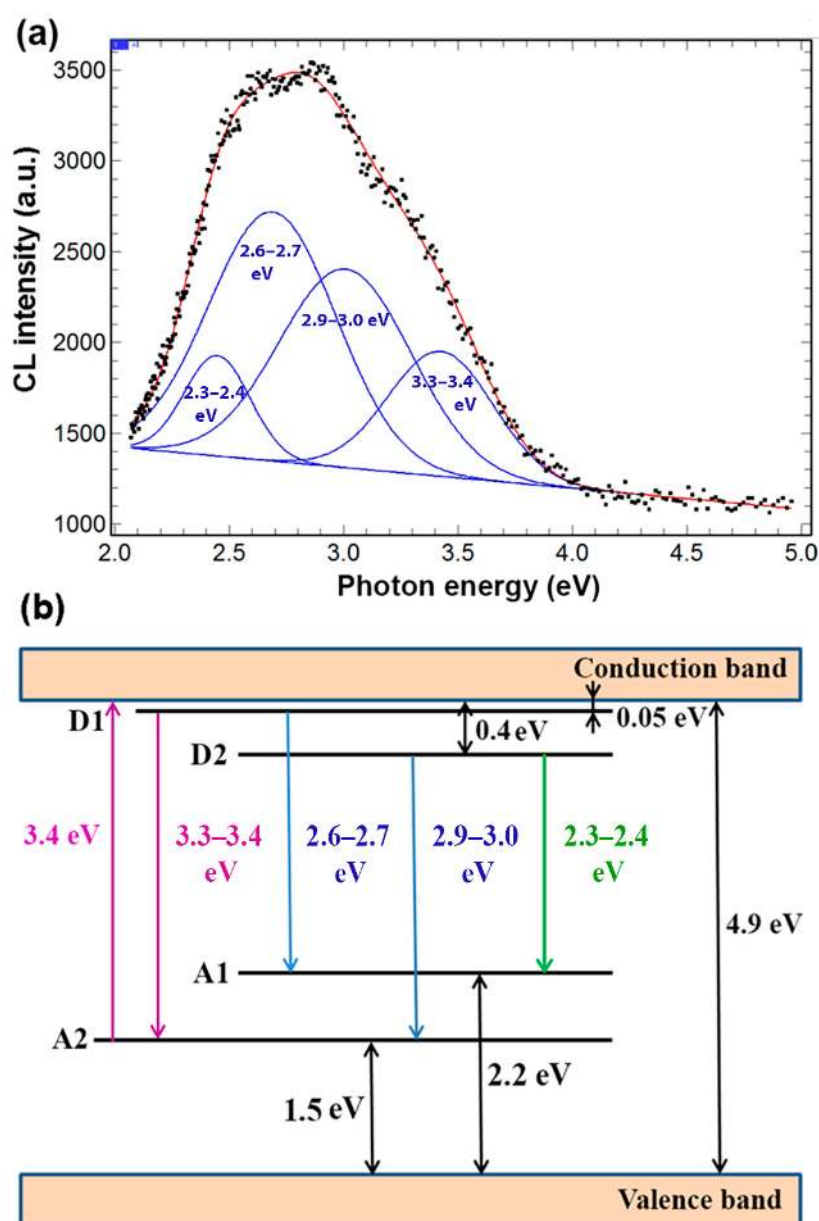 (a)
3500
3000
2500
2000
1500
1000
CL intensity (a.u.)
2.6–2.7
eV
2.9–3.0 eV
2.3–2.4
eV
3.3–3.4
eV
2.0 2.5 3.0 3.5 4.0 4.5 5.0
Photon energy (eV)
(b)
Conduction band
D1
0.4 eV
0.05 eV
D2
3.4 eV
3.3–3.4
eV
2.6–2.7
eV
2.9–3.0
eV
2.3–2.4
eV
4.9 eV
A1
A2
2.2 eV
1.5 eV
Valence band